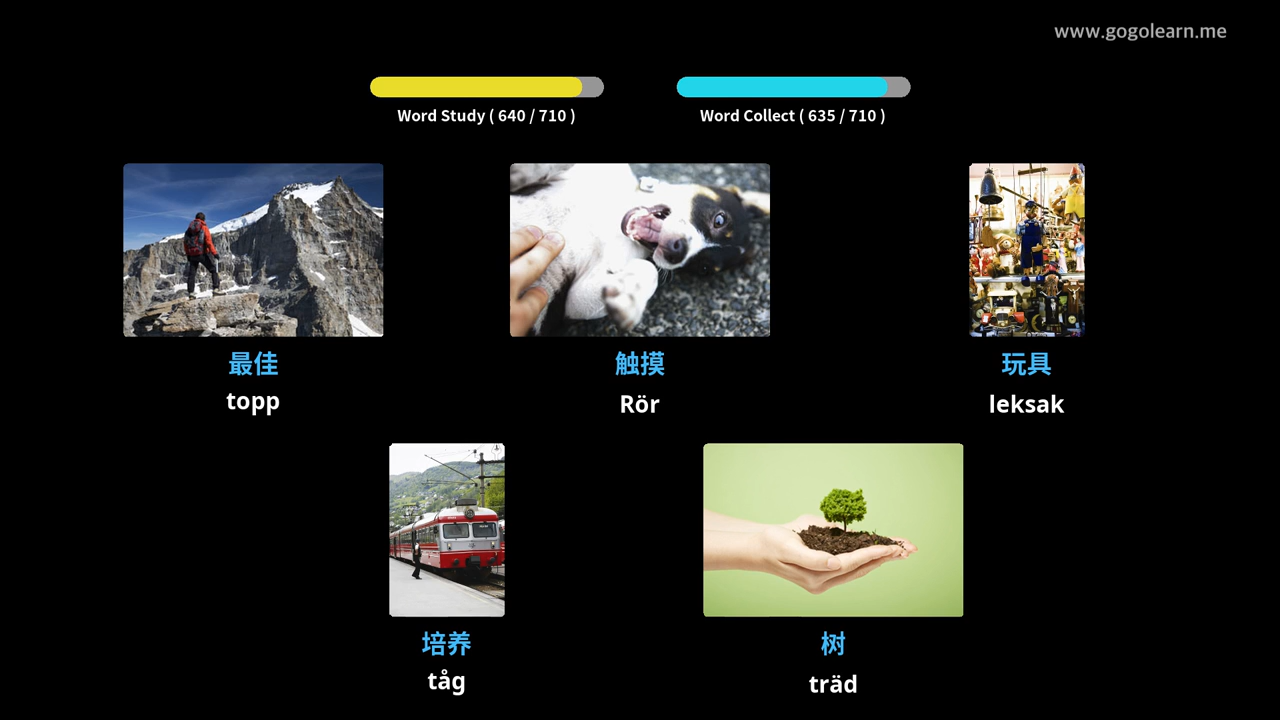 www.gogolearn.me
Word Study ( 640 / 710 )
Word Collect ( 635 / 710 )
最佳
topp
触摸
Rör
玩具
leksak
培养
tåg
树
träd